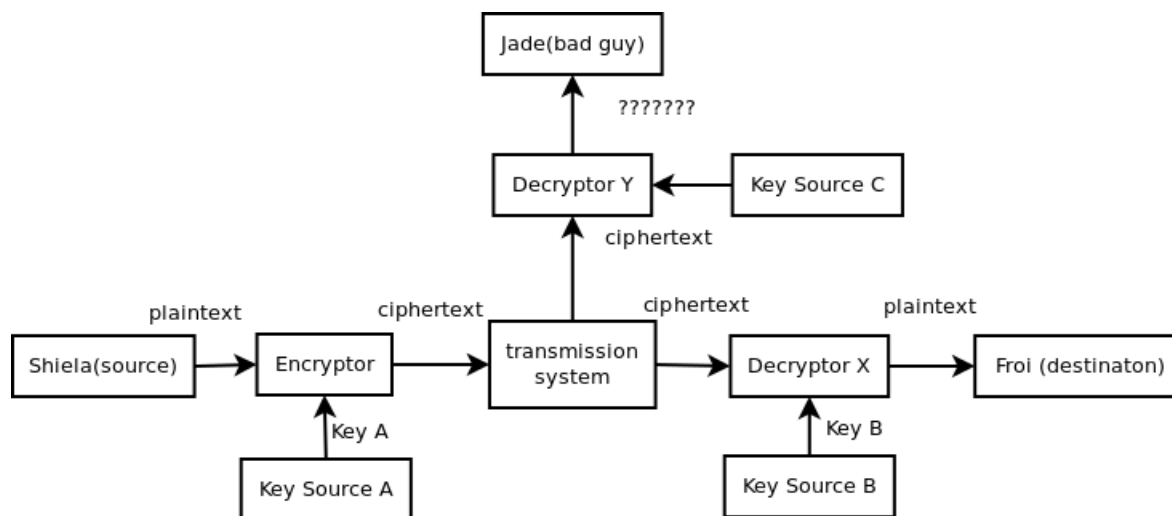 Jade(bad guy)
???????
Decryptor Y
Key Source C
ciphertext
plaintext
ciphertext
ciphertext
plaintext
Shiela(source)
Encryptor
transmission
system
Decryptor X
Froi (destinaton)
Key A
Key B
Key Source A
Key Source B